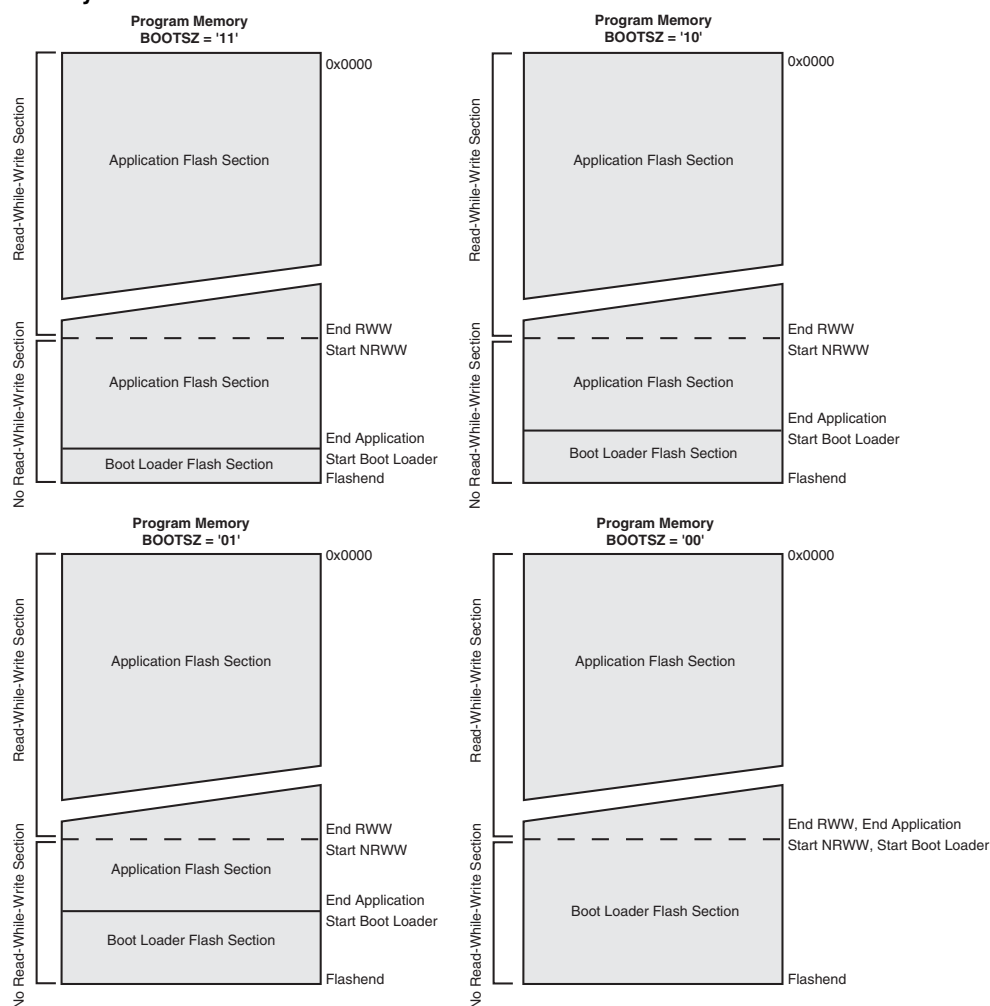 Program Memory
BOOTSZ = '11'
0x0000
Read-While-Write Section
Application Flash Section
End RWW
Start NRWW
No Read-While-Write Section
Application Flash Section
End Application
Start Boot Loader
Boot Loader Flash Section
Flashend
Program Memory
BOOTSZ = '10'
0x0000
Read-While-Write Section
Application Flash Section
End RWW
Start NRWW
No Read-While-Write Section
Application Flash Section
End Application
Start Boot Loader
Boot Loader Flash Section
Flashend
Program Memory
BOOTSZ = '01'
0x0000
Read-While-Write Section
Application Flash Section
End RWW
Start NRWW
No Read-While-Write Section
Application Flash Section
End Application
Start Boot Loader
Boot Loader Flash Section
Flashend
Program Memory
BOOTSZ = '00'
0x0000
Read-While-Write Section
Application Flash Section
End RWW, End Application
Start NRWW, Start Boot Loader
No Read-While-Write Section
Boot Loader Flash Section
Flashend